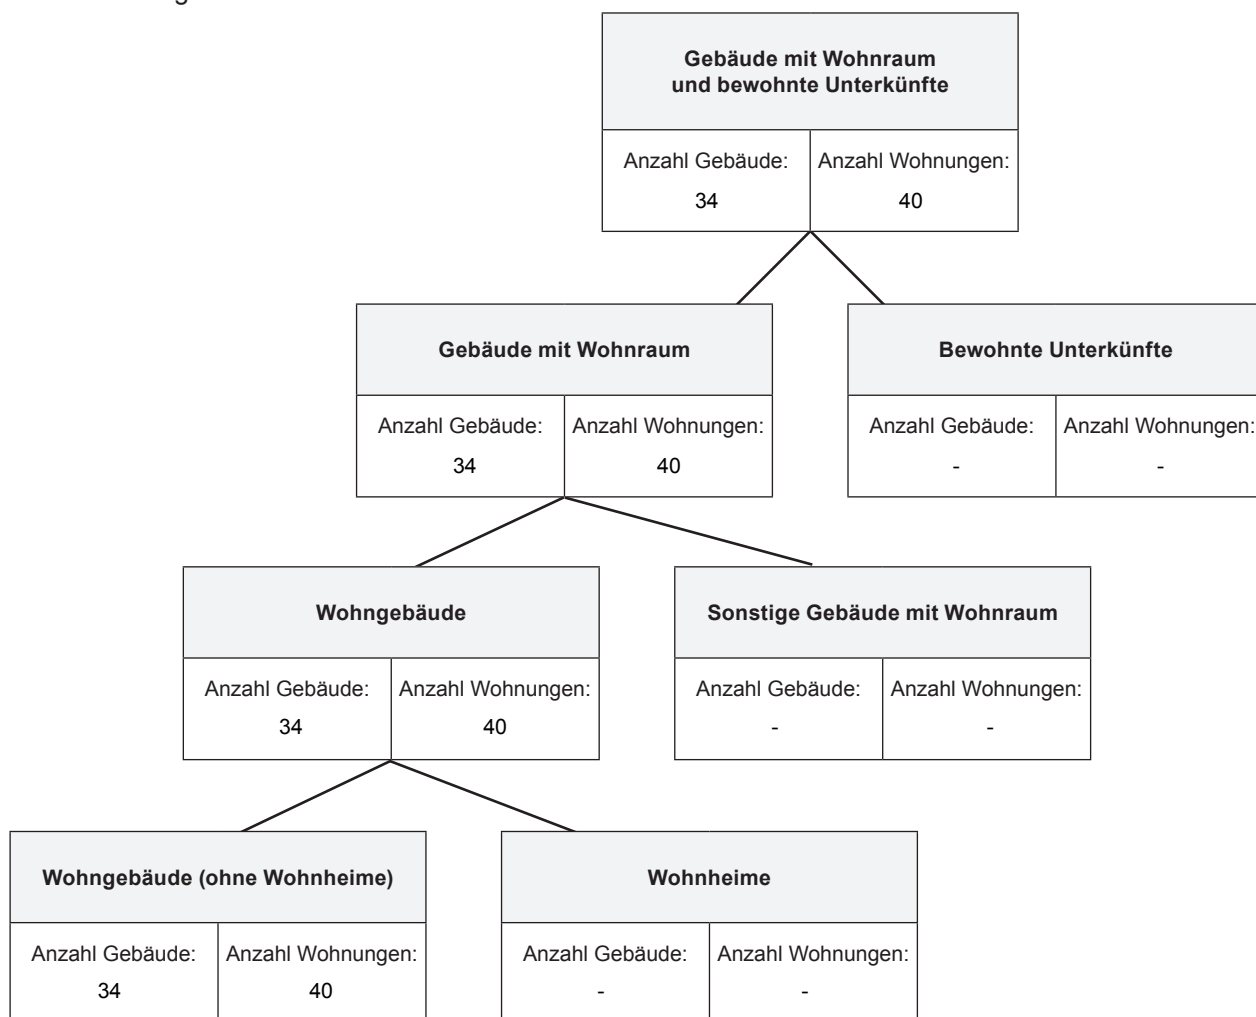 Gebäude mit Wohnraum
und bewohnte Unterkünfte
Anzahl Gebäude: Anzahl Wohnungen:
34 40
Gebäude mit Wohnraum
Bewohnte Unterkünfte
Anzahl Gebäude: Anzahl Wohnungen:
34 40
Anzahl Gebäude: Anzahl Wohnungen:
- -
Wohngebäude
Sonstige Gebäude mit Wohnraum
Anzahl Gebäude: Anzahl Wohnungen:
34 40
Anzahl Gebäude: Anzahl Wohnungen:
- -
Wohngebäude (ohne Wohnheime)
Wohnheime
Anzahl Gebäude: Anzahl Wohnungen:
34 40
Anzahl Gebäude: Anzahl Wohnungen:
- -